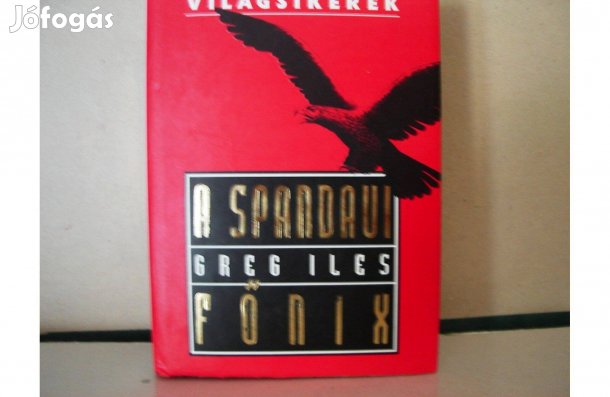 Jófogás
VILÁGSIKEREK
A SPANDAUI
GREG ILES
FŐNIX